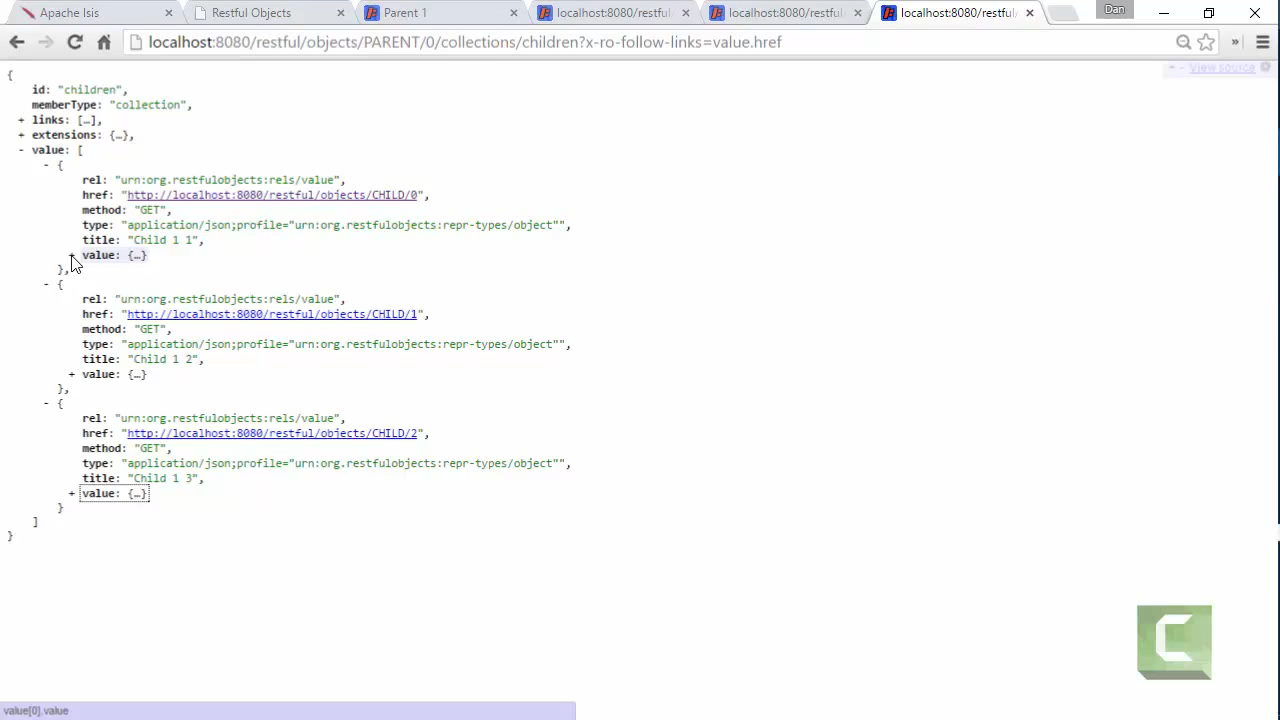 Apache Isis
Restful Objects
Parent 1
localhost:8080/restful/
localhost:8080/restful/
localhost:8080/restful/
Dan
localhost:8080/restful/objects/PARENT/0/collections/children?x-ro-follow-links=value.href
+ - View source
{
id: "children",
memberType: "collection",
+ links: […],
+ extensions: {…},
- value: [
- {
rel: "urn:org.restfulobjects:rels/value",
href: "http://localhost:8080/restful/objects/CHILD/0",
method: "GET",
type: "application/json;profile="urn:org.restfulobjects:repr-types/object"",
title: "Child 1 1",
+ value: {…}
},
- {
rel: "urn:org.restfulobjects:rels/value",
href: "http://localhost:8080/restful/objects/CHILD/1",
method: "GET",
type: "application/json;profile="urn:org.restfulobjects:repr-types/object"",
title: "Child 1 2",
+ value: {…}
},
- {
rel: "urn:org.restfulobjects:rels/value",
href: "http://localhost:8080/restful/objects/CHILD/2",
method: "GET",
type: "application/json;profile="urn:org.restfulobjects:repr-types/object"",
title: "Child 1 3",
+ value: {…}
}
]
}
C
value[0].value